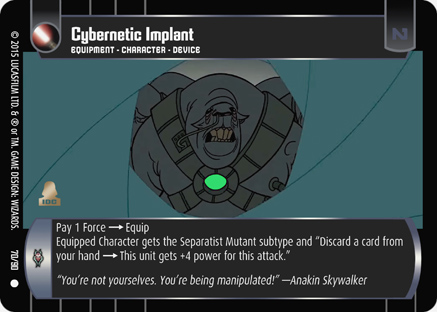 Cybernetic Implant
EQUIPMENT - CHARACTER - DEVICE
N
© 2015 LUCASFILM LTD. & ® OR TM. GAME DESIGN: WIZARDS.
IDC
70/90
Pay 1 Force → Equip
Equipped Character gets the Separatist Mutant subtype and “Discard a card from
your hand → This unit gets +4 power for this attack.”
“You’re not yourselves. You’re being manipulated!” —Anakin Skywalker